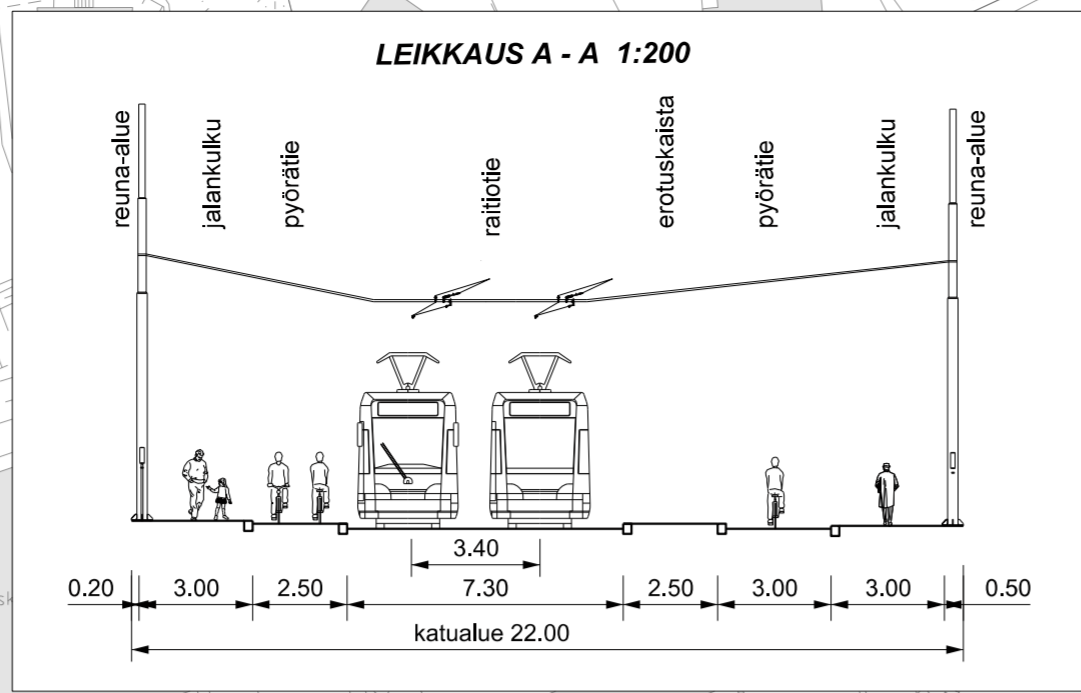 LEIKKAUS A - A 1:200
reuna-alue
jalankulku
pyörätie
raitiotie
erotuskaista
pyörätie
jalankulku
reuna-alue
3.40
0.20 3.00 2.50 7.30 2.50 3.00 3.00 0.50
katualue 22.00